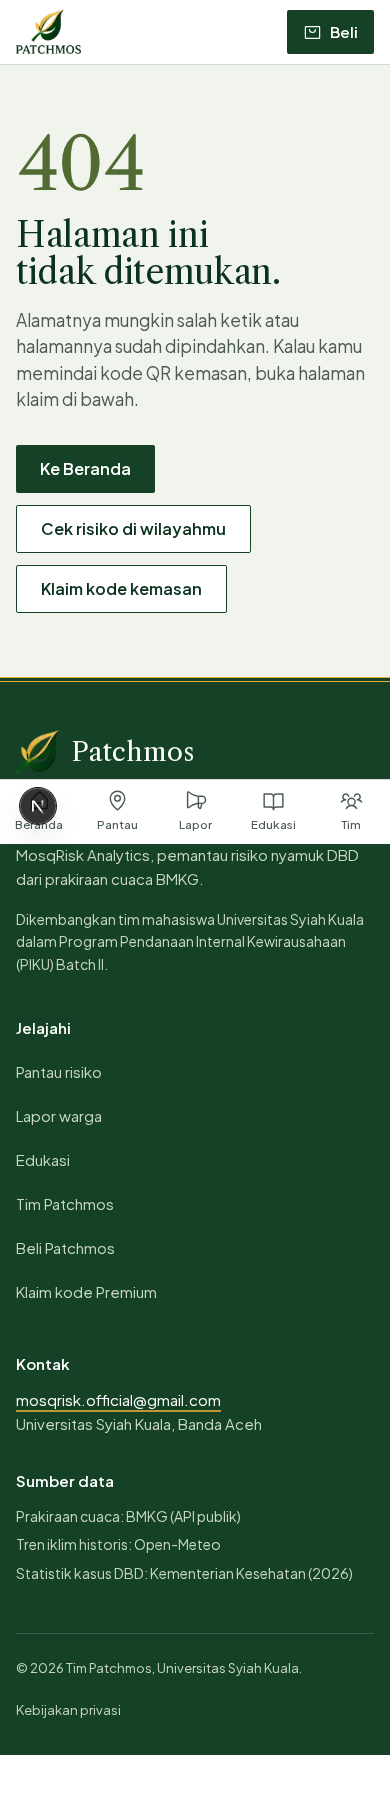 PATCHMOS
Beli
404
Halaman ini
tidak ditemukan.
Alamatnya mungkin salah ketik atau
halamannya sudah dipindahkan. Kalau kamu
memindai kode QR kemasan, buka halaman
klaim di bawah.
Ke Beranda
Cek risiko di wilayahmu
Klaim kode kemasan
Patchmos
N
Beranda
Pantau
Lapor
Edukasi
Tim
MosqRisk Analytics, pemantau risiko nyamuk DBD
dari prakiraan cuaca BMKG.
Dikembangkan tim mahasiswa Universitas Syiah Kuala
dalam Program Pendanaan Internal Kewirausahaan
(PIKU) Batch II.
Jelajahi
Pantau risiko
Lapor warga
Edukasi
Tim Patchmos
Beli Patchmos
Klaim kode Premium
Kontak
mosqrisk.official@gmail.com
Universitas Syiah Kuala, Banda Aceh
Sumber data
Prakiraan cuaca: BMKG (API publik)
Tren iklim historis: Open-Meteo
Statistik kasus DBD: Kementerian Kesehatan (2026)
© 2026 Tim Patchmos, Universitas Syiah Kuala.
Kebijakan privasi